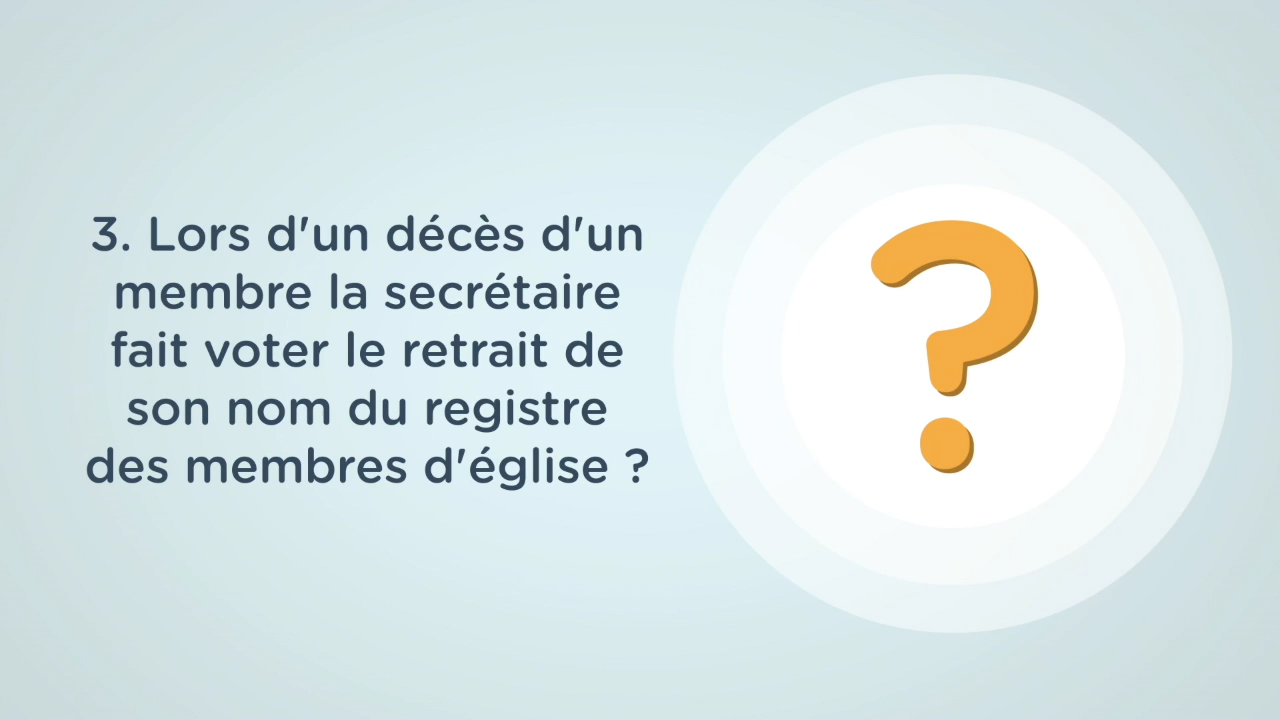 3. Lors d'un décès d'un
membre la secrétaire
fait voter le retrait de
son nom du registre
des membres d'église ?
?